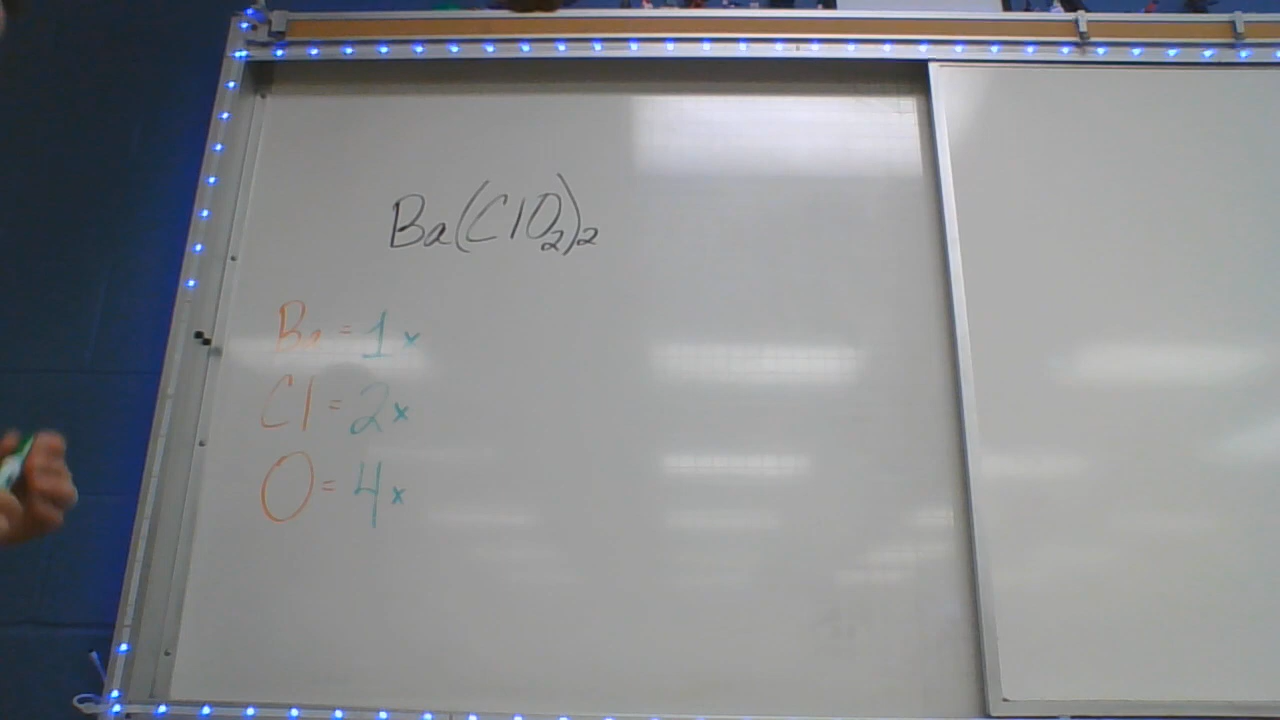 Ba(ClO₂)₂
Ba = 1x
Cl = 2x
O = 4x